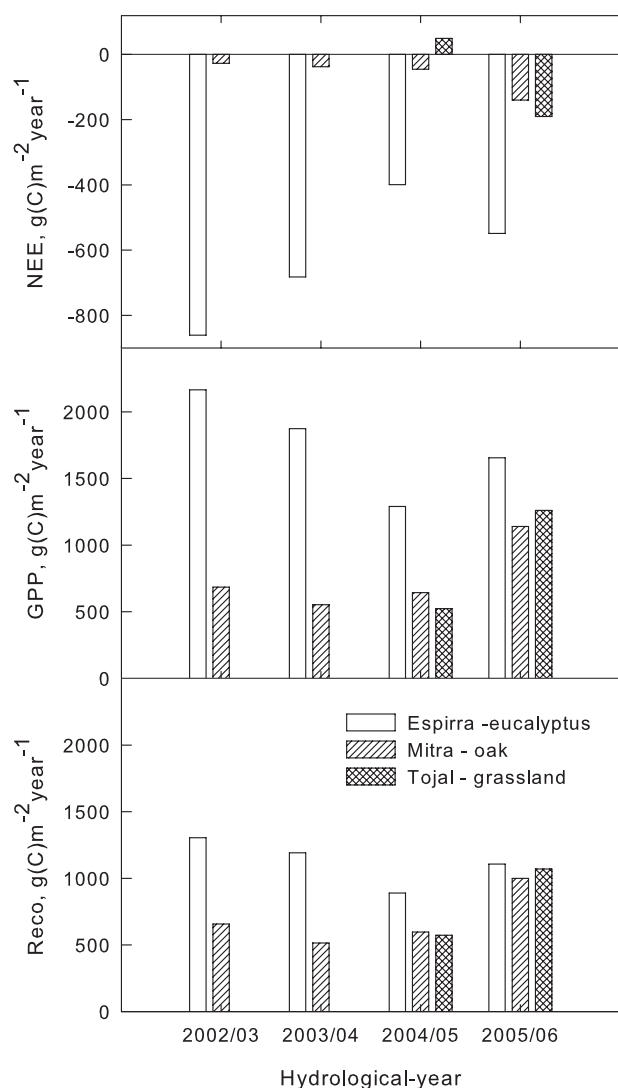 0
-200
-400
-600
-800
NEE, g(C)m-2year-1
2000
1500
1000
500
0
GPP, g(C)m-2year-1
Espirra -eucalyptus
Mitra - oak
Tojal - grassland
2000
1500
1000
500
0
Reco, g(C)m-2year-1
2002/03 2003/04 2004/05 2005/06
Hydrological-year